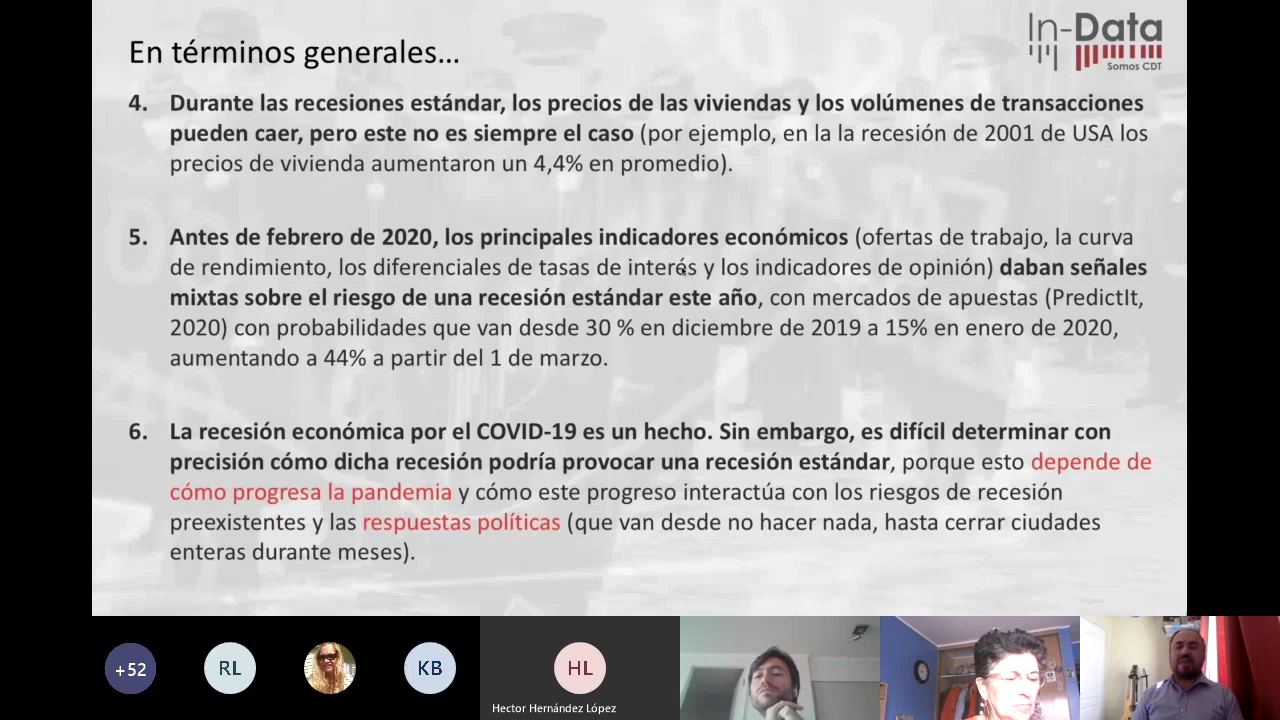 En términos generales...
In-Data
Somos CDT
4. Durante las recesiones estándar, los precios de las viviendas y los volúmenes de transacciones
pueden caer, pero este no es siempre el caso (por ejemplo, en la la recesión de 2001 de USA los
precios de vivienda aumentaron un 4,4% en promedio).
5. Antes de febrero de 2020, los principales indicadores económicos (ofertas de trabajo, la curva
de rendimiento, los diferenciales de tasas de interés y los indicadores de opinión) daban señales
mixtas sobre el riesgo de una recesión estándar este año, con mercados de apuestas (PredictIt,
2020) con probabilidades que van desde 30 % en diciembre de 2019 a 15% en enero de 2020,
aumentando a 44% a partir del 1 de marzo.
6. La recesión económica por el COVID-19 es un hecho. Sin embargo, es difícil determinar con
precisión cómo dicha recesión podría provocar una recesión estándar, porque esto depende de
cómo progresa la pandemia y cómo este progreso interactúa con los riesgos de recesión
preexistentes y las respuestas políticas (que van desde no hacer nada, hasta cerrar ciudades
enteras durante meses).
+52
RL
KB
HL
Hector Hernández López